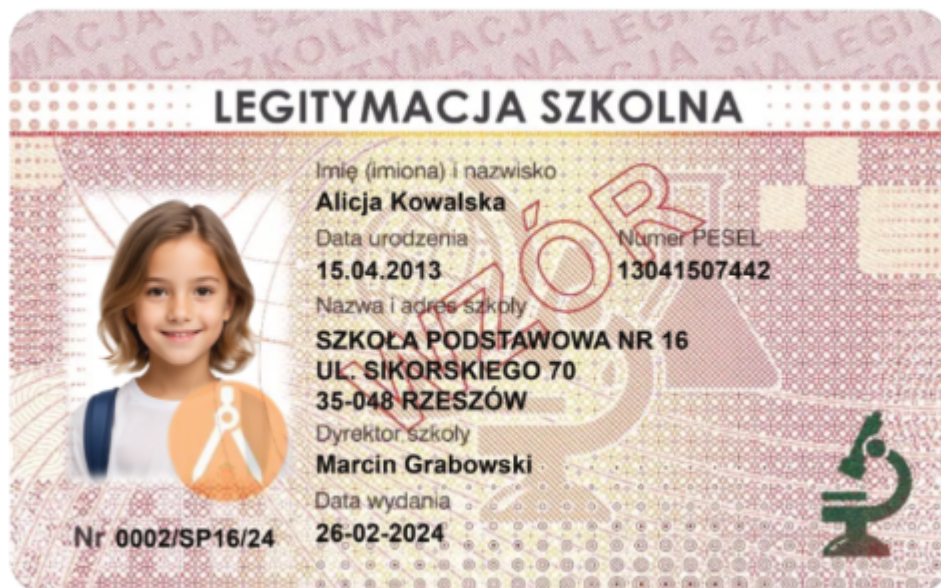 LEGITYMACJA SZKOLNA
Imię (imiona) i nazwisko
Alicja Kowalska
Data urodzenia
Numer PESEL
15.04.2013
13041507442
Nazwa i adres szkoły
SZKOŁA PODSTAWOWA NR 16
UL. SIKORSKIEGO 70
35-048 RZESZÓW
Dyrektor szkoły
Marcin Grabowski
Data wydania
26-02-2024
Nr 0002/SP16/24
WZÓR